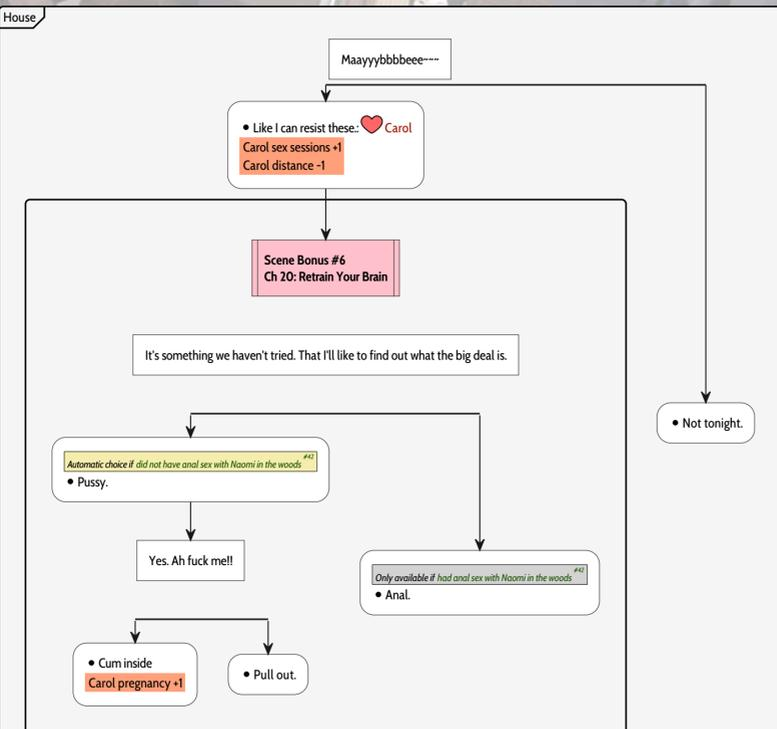 House
Maayyybbbbeee~~~
• Like I can resist these.: Carol
Carol sex sessions +1
Carol distance -1
Scene Bonus #6
Ch 20: Retrain Your Brain
It's something we haven't tried. That I'll like to find out what the big deal is.
Automatic choice if did not have anal sex with Naomi in the woods #42
• Pussy.
Yes. Ah fuck me!!
• Not tonight.
Only available if had anal sex with Naomi in the woods #42
• Anal.
• Cum inside
Carol pregnancy +1
• Pull out.